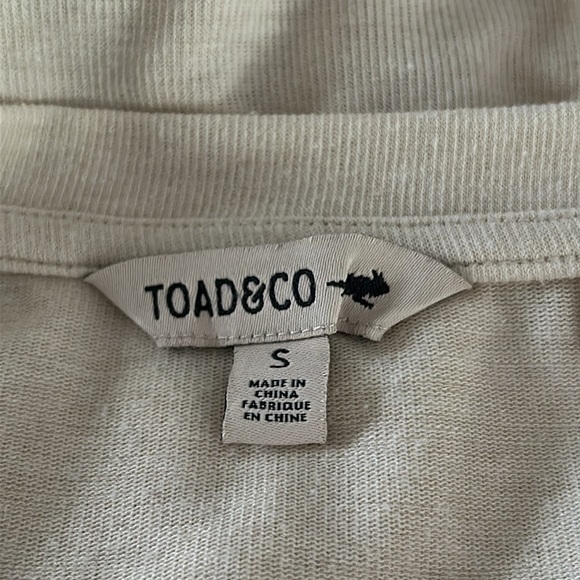 TOAD&CO
S
MADE IN
CHINA
FABRIQUE
EN CHINE